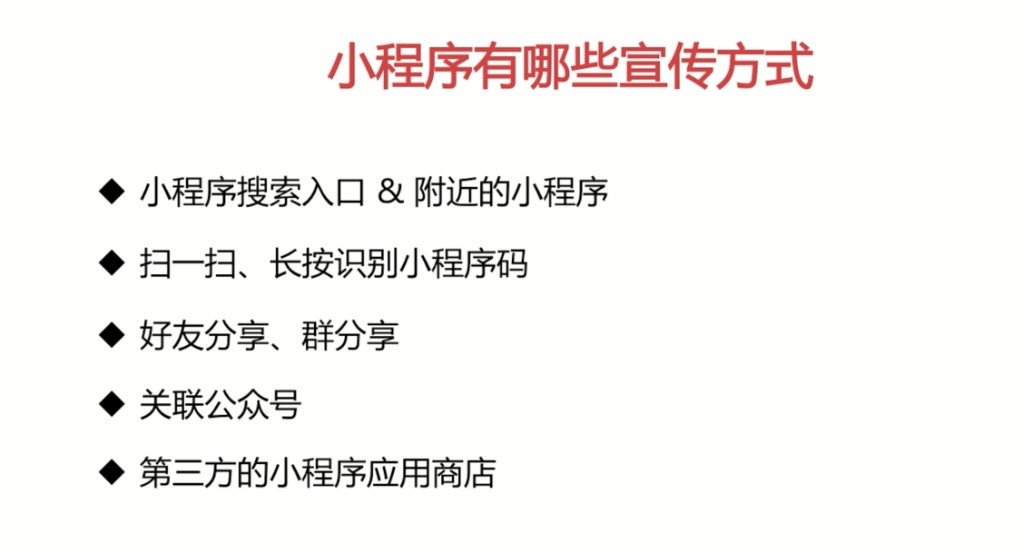 小程序有哪些宣传方式
◆ 小程序搜索入口 & 附近的小程序
◆ 扫一扫、长按识别小程序码
◆ 好友分享、群分享
◆ 关联公众号
◆ 第三方的小程序应用商店